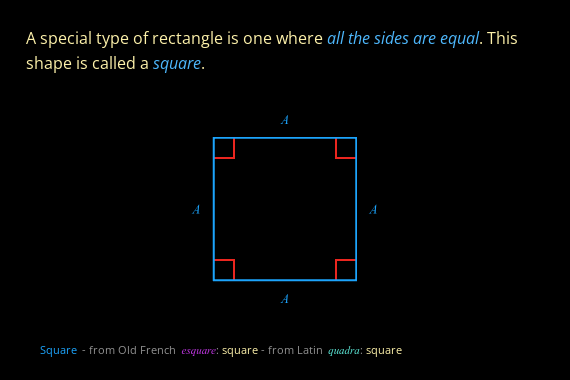 A special type of rectangle is one where all the sides are equal. This
shape is called a square.
A
A
A
A
Square - from Old French esquare: square - from Latin quadra: square